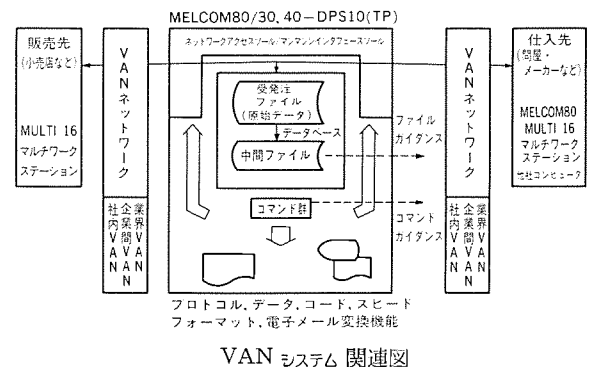 MELCOM80/30、40−DPS10(TP)
ネットワークアクセスツール/マンマシンインタフェースツール
販売先
(小売店など)
MULTI 16
マルチワーク
ステーション
VANネットワーク
業界VAN
企業間VAN
社内VAN
受発注
ファイル
(原始データ)
データベース
中間ファイル
コマンド群
ファイル
ガイダンス
コマンド
ガイダンス
VANネットワーク
業界VAN
企業間VAN
社内VAN
仕入先
(問屋・
メーカーなど)
MELCOM80
MULTI 16
マルチワーク
ステーション
他社コンピュータ
プロトコル、データ、コード、スピード
フォーマット、電子メール変換機能
VAN システム 関連図